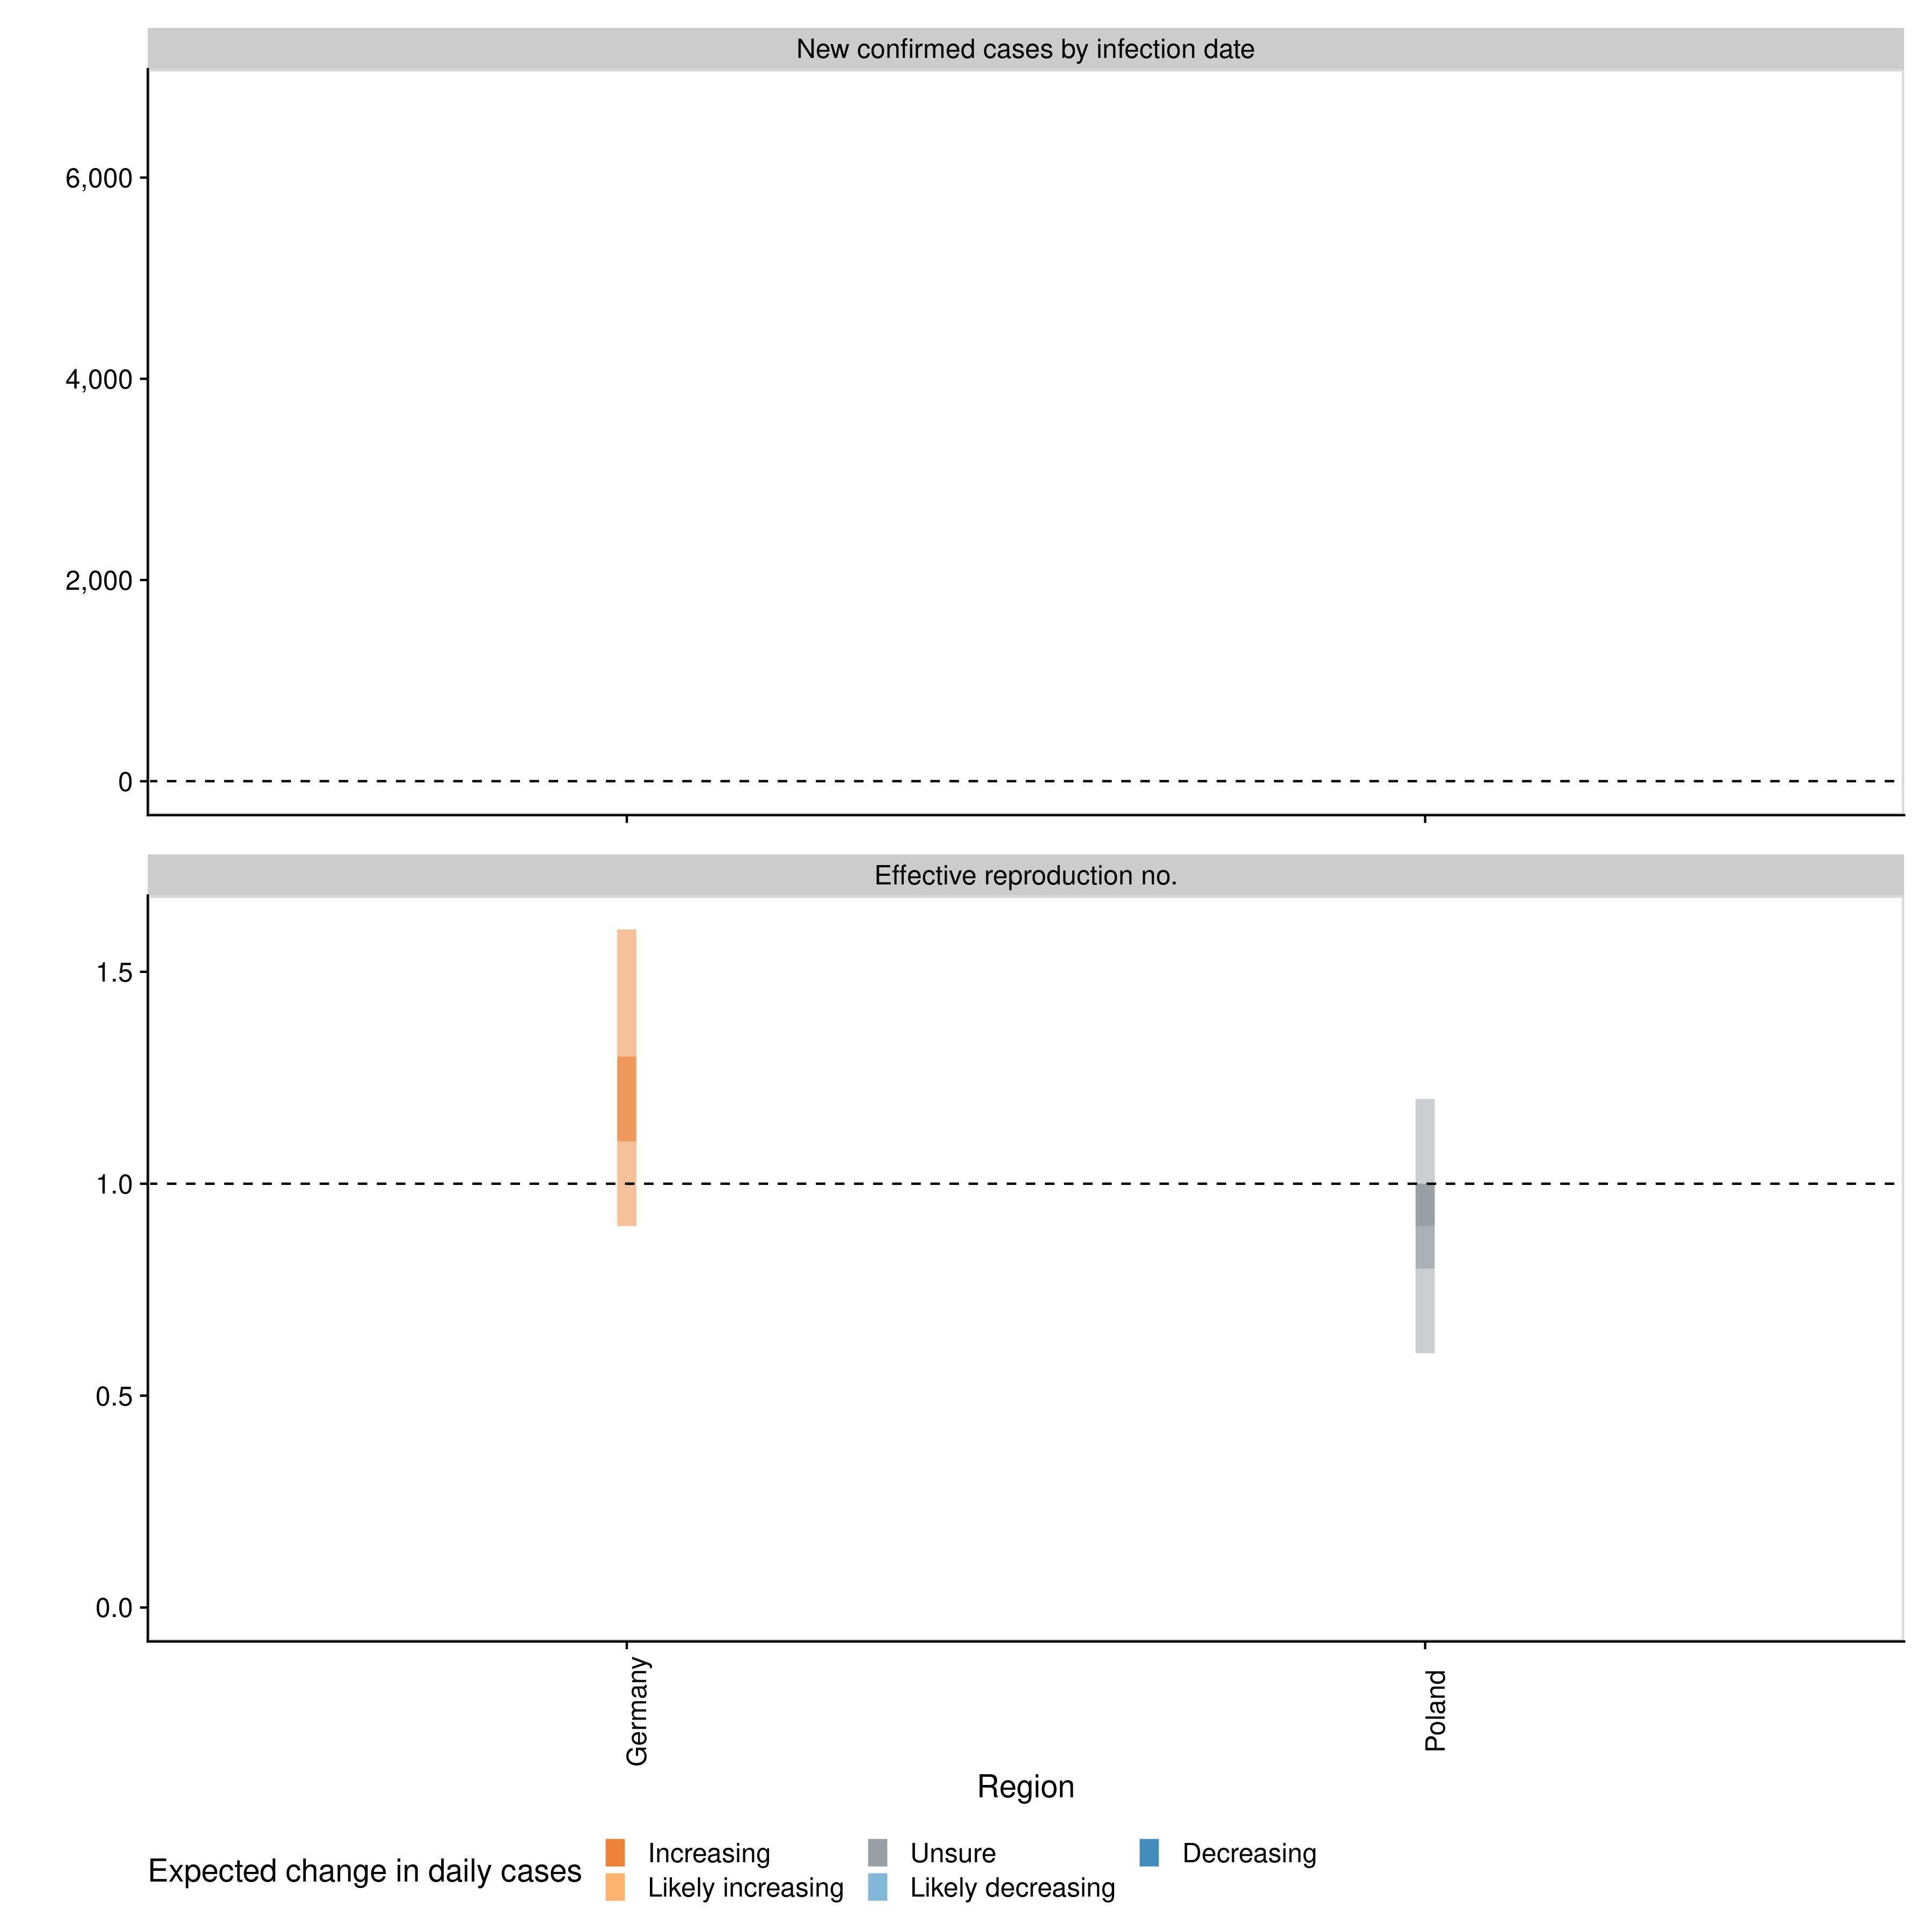 New confirmed cases by infection date
6,000
4,000
2,000
0
Effective reproduction no.
1.5
1.0
0.5
0.0
Germany
Poland
Region
Expected change in daily cases
Increasing
Likely increasing
Unsure
Likely decreasing
Decreasing